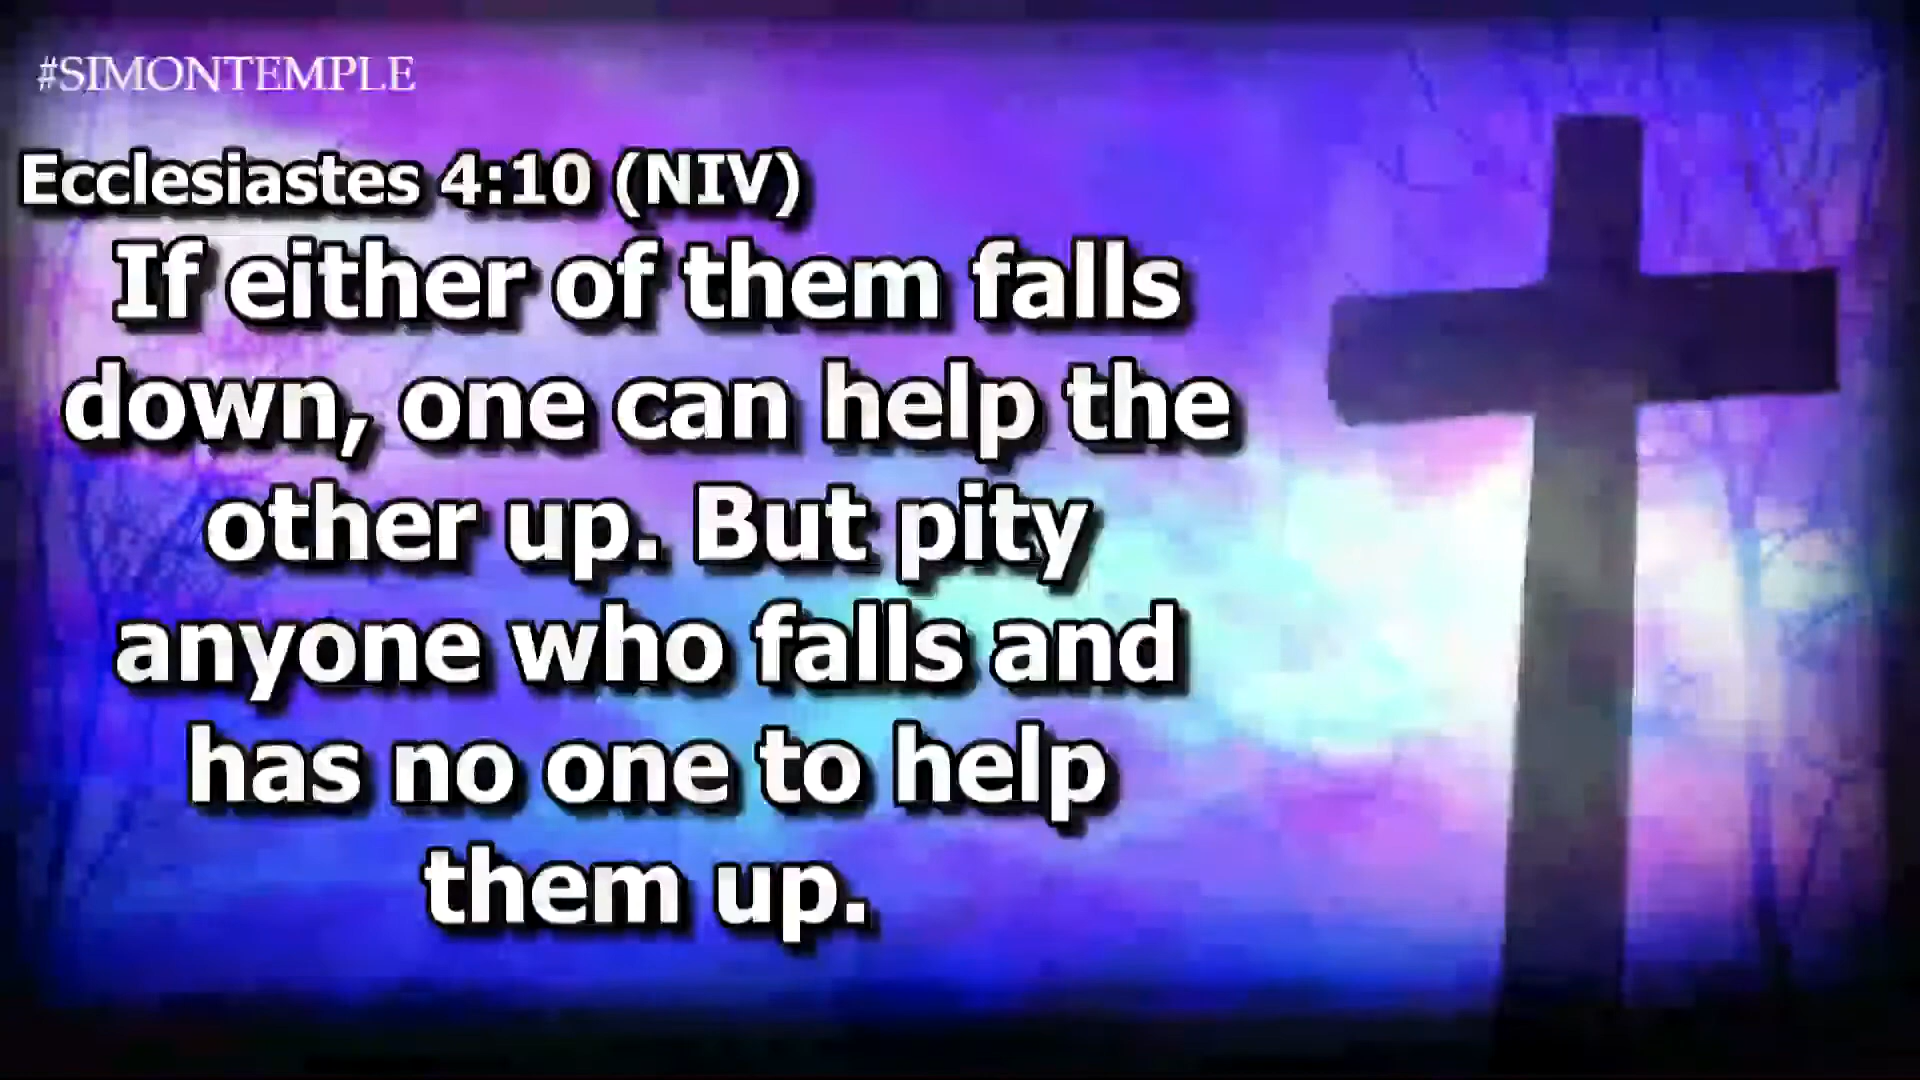 #SIMONTEMPLE
Ecclesiastes 4:10 (NIV)
If either of them falls
down, one can help the
other up. But pity
anyone who falls and
has no one to help
them up.